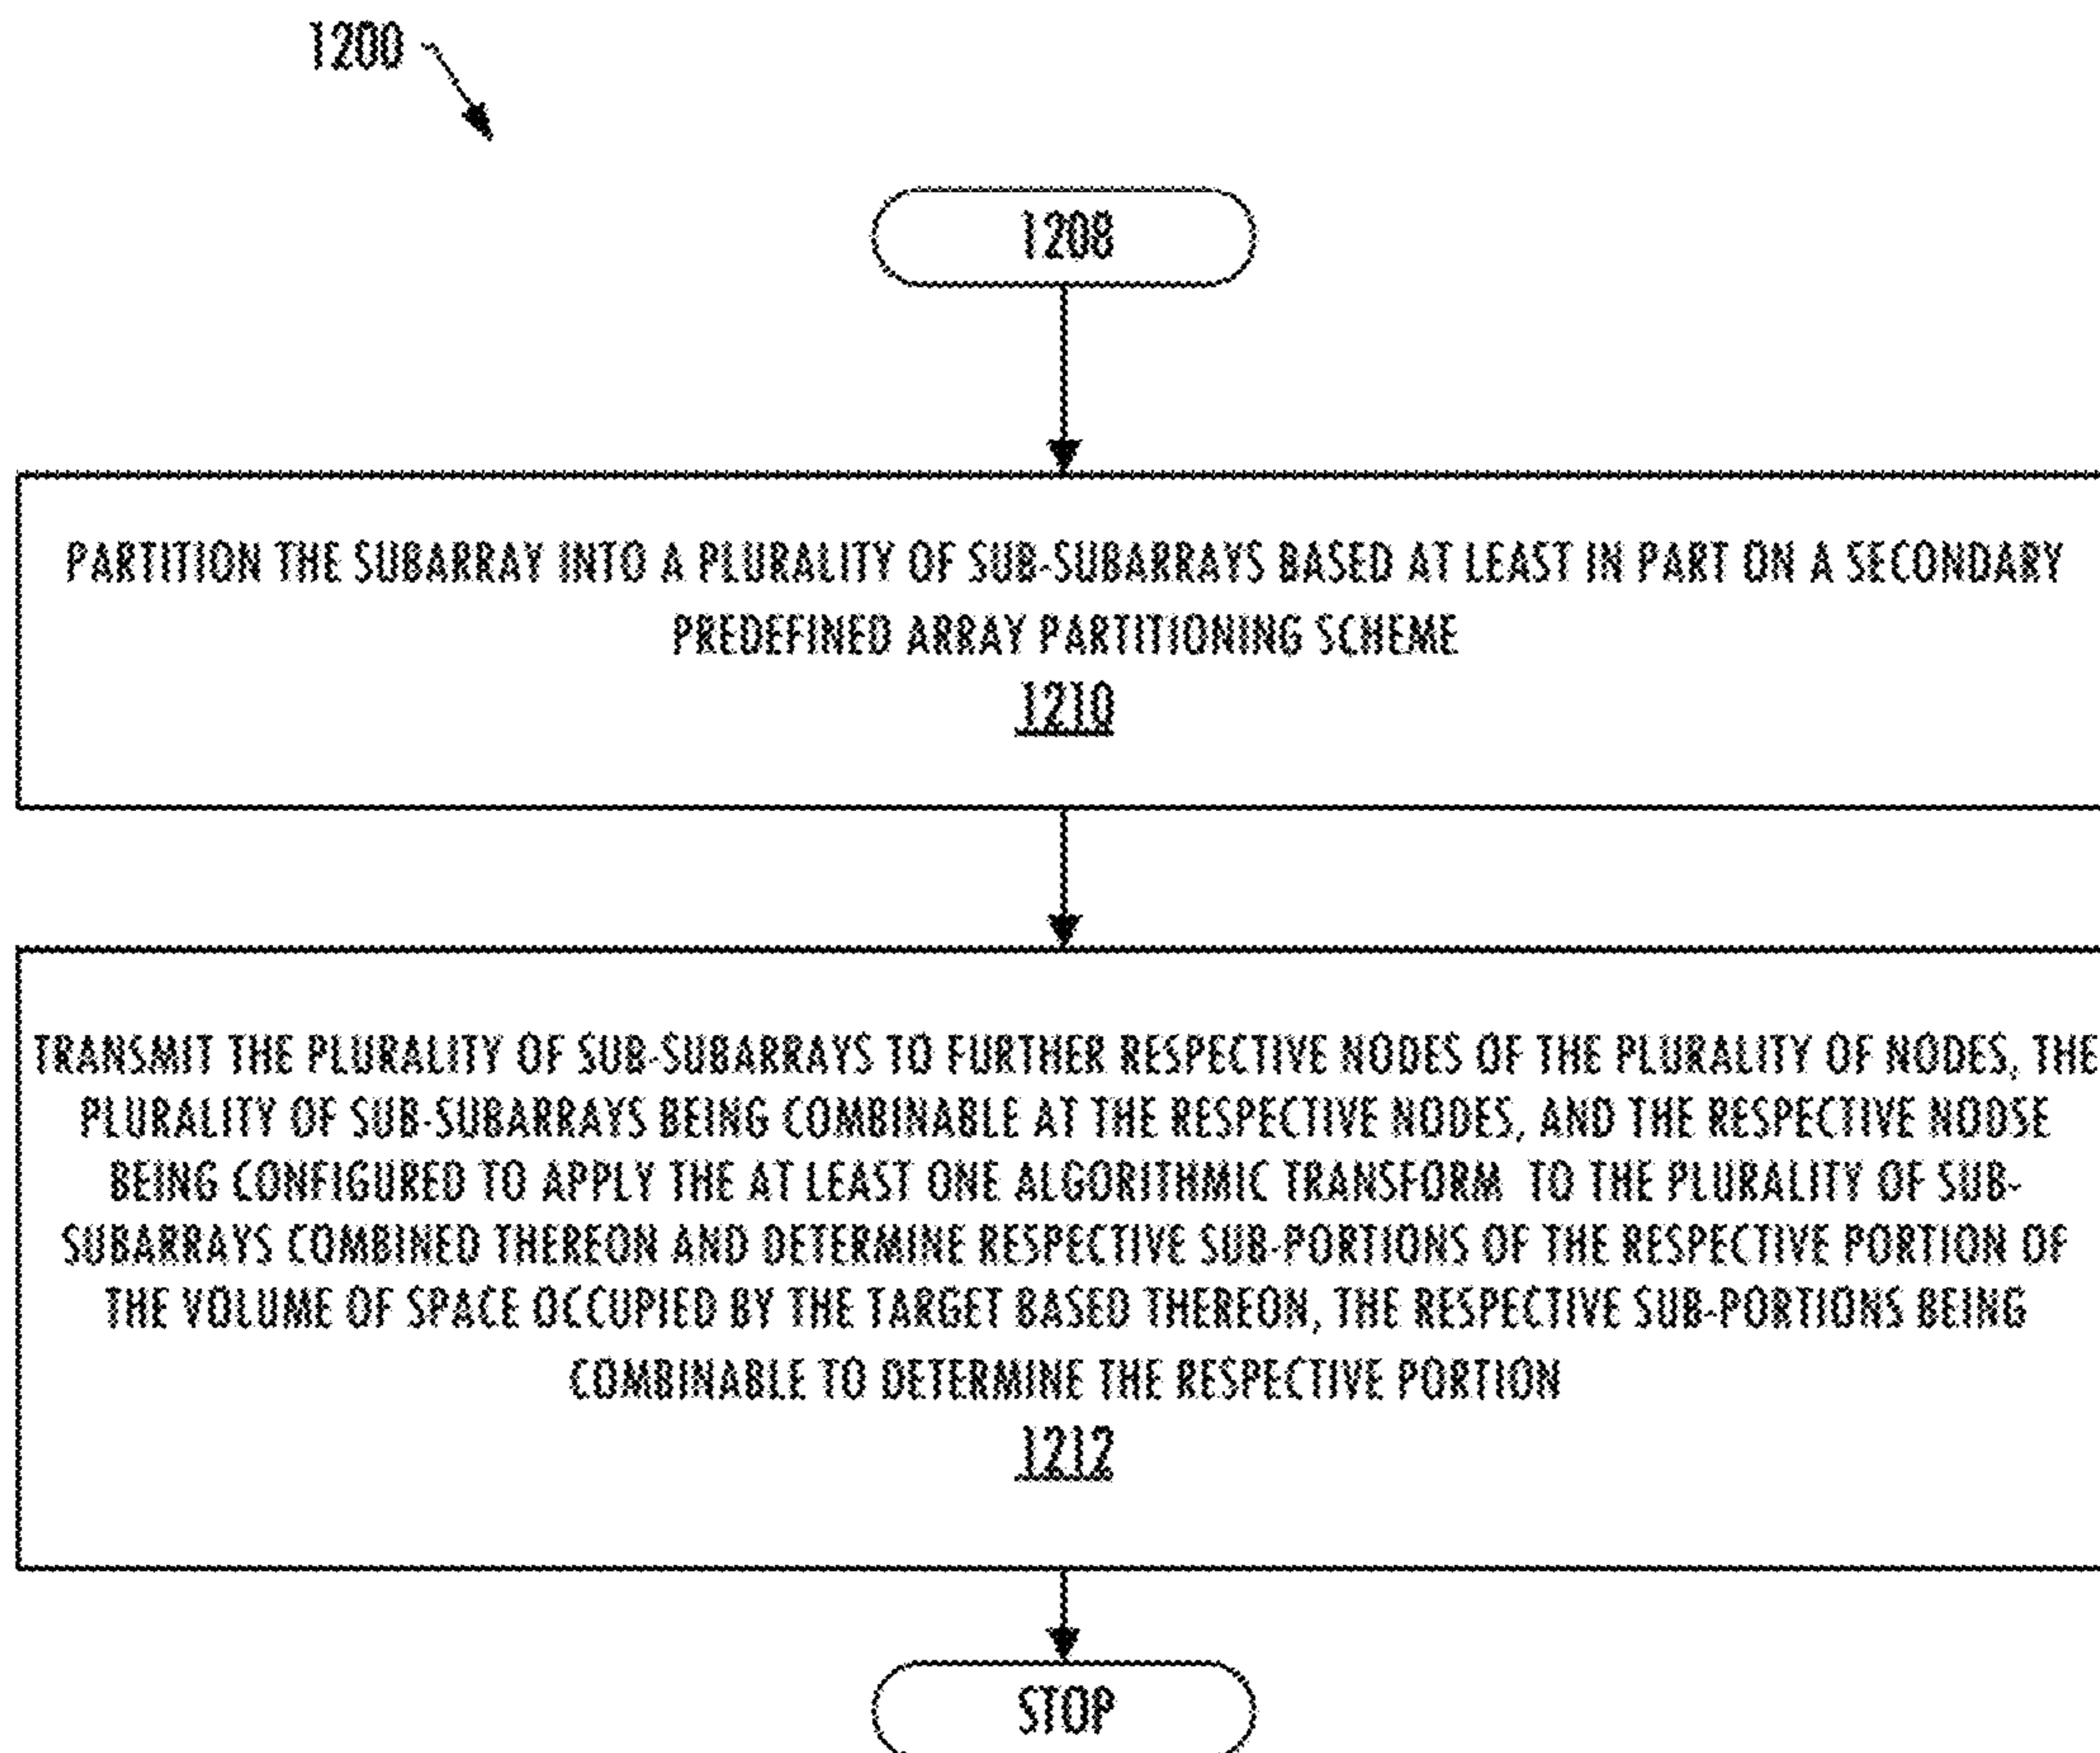 1200
1208
PARTITION THE SUBARRAY INTO A PLURALITY OF SUB-SUBARRAYS BASED AT LEAST IN PART ON A SECONDARY
PREDEFINED ARRAY PARTITIONING SCHEME
1210
TRANSMIT THE PLURALITY OF SUB-SUBARRAYS TO FURTHER RESPECTIVE NODES OF THE PLURALITY OF NODES, THE
PLURALITY OF SUB-SUBARRAYS BEING COMBINABLE AT THE RESPECTIVE NODES, AND THE RESPECTIVE NODSE
BEING CONFIGURED TO APPLY THE AT LEAST ONE ALGORITHMIC TRANSFORM TO THE PLURALITY OF SUB-
SUBARRAYS COMBINED THEREON AND DETERMINE RESPECTIVE SUB-PORTIONS OF THE RESPECTIVE PORTION OF
THE VOLUME OF SPACE OCCUPIED BY THE TARGET BASED THEREON, THE RESPECTIVE SUB-PORTIONS BEING
COMBINABLE TO DETERMINE THE RESPECTIVE PORTION
1212
STOP